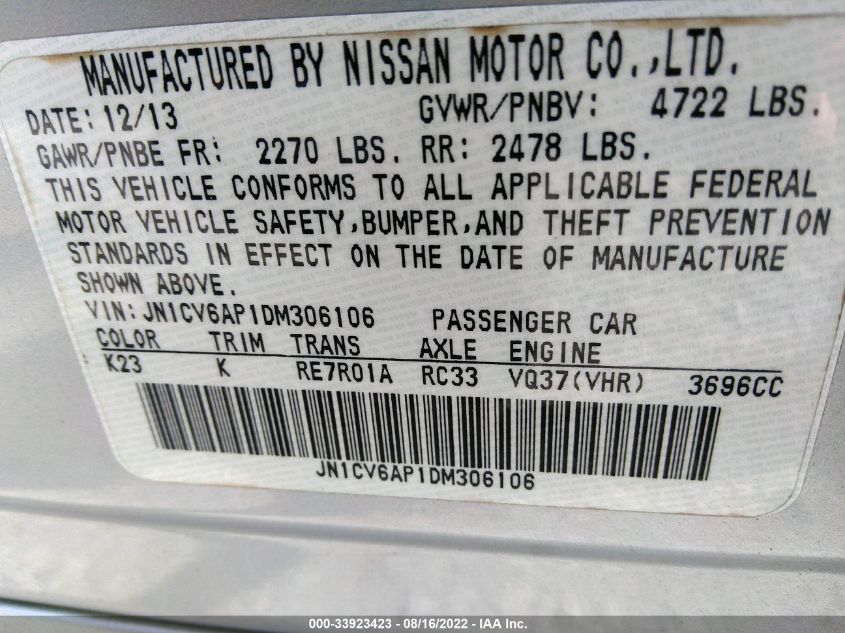 MANUFACTURED BY NISSAN MOTOR CO.,LTD.
DATE: 12/13 GVWR/PNBV: 4722 LBS.
GAWR/PNBE FR: 2270 LBS. RR: 2478 LBS.
THIS VEHICLE CONFORMS TO ALL APPLICABLE FEDERAL
MOTOR VEHICLE SAFETY,BUMPER,AND THEFT PREVENTION
STANDARDS IN EFFECT ON THE DATE OF MANUFACTURE
SHOWN ABOVE.
VIN: JN1CV6AP1DM306106 PASSENGER CAR
COLOR TRIM TRANS AXLE ENGINE
: K23 K RE7R01A RC33 VQ37(VHR) 3696CC
JN1CV6AP1DM306106
000-33923423 - 08/16/2022 - IAA Inc.